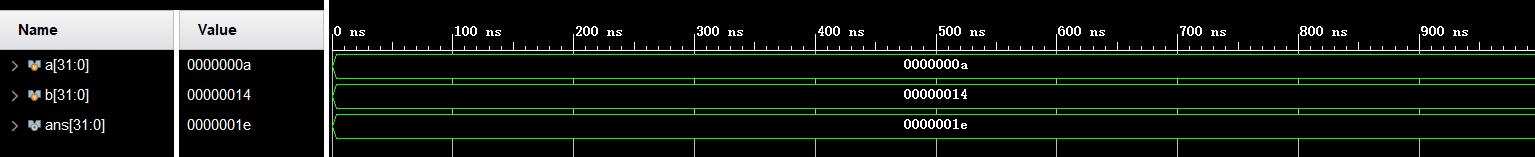 Name Value
0 ns 100 ns 200 ns 300 ns 400 ns 500 ns 600 ns 700 ns 800 ns 900 ns
a[31:0] 0000000a 0000000a
b[31:0] 00000014 00000014
ans[31:0] 0000001e 0000001e